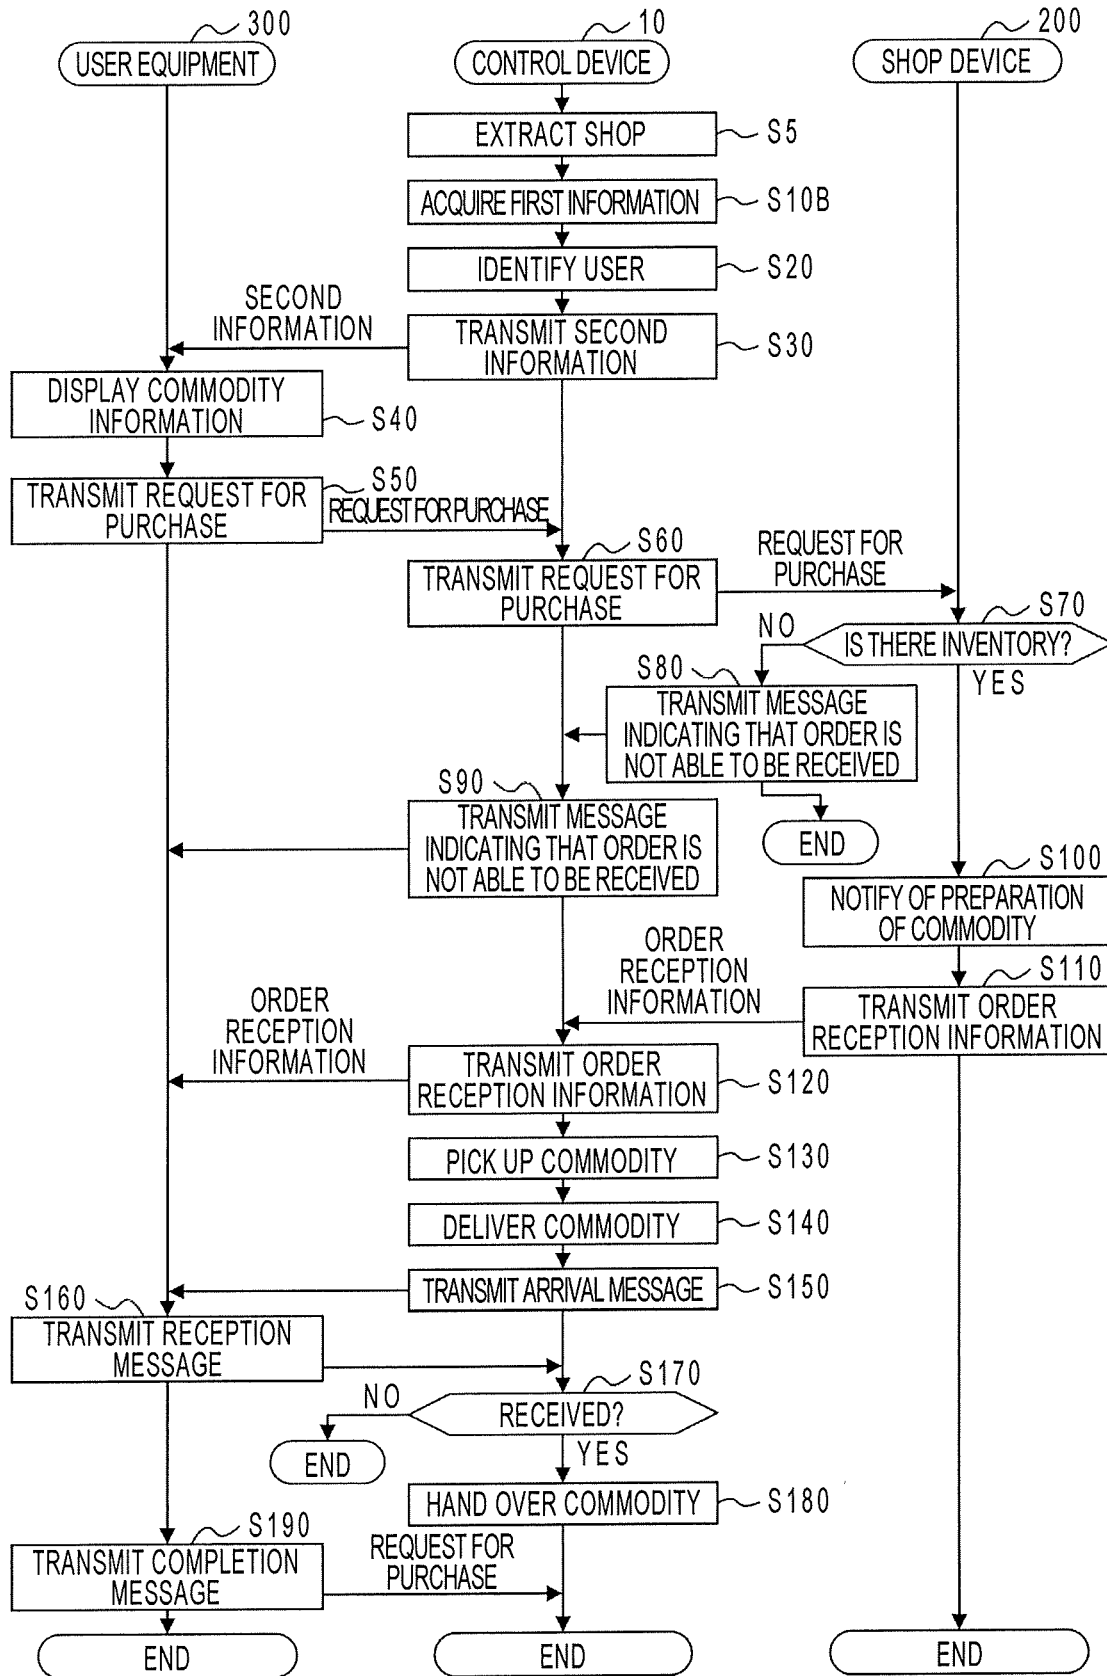 300
10
200
USER EQUIPMENT
CONTROL DEVICE
SHOP DEVICE
EXTRACT SHOP
S5
ACQUIRE FIRST INFORMATION
S10B
IDENTIFY USER
S20
SECOND
INFORMATION
TRANSMIT SECOND
INFORMATION
S30
DISPLAY COMMODITY
INFORMATION
S40
S50
TRANSMIT REQUEST FOR
PURCHASE
REQUEST FOR PURCHASE
S60
TRANSMIT REQUEST FOR
PURCHASE
REQUEST FOR
PURCHASE
S70
IS THERE INVENTORY?
NO
YES
S80
TRANSMIT MESSAGE
INDICATING THAT ORDER IS
NOT ABLE TO BE RECEIVED
END
S90
TRANSMIT MESSAGE
INDICATING THAT ORDER IS
NOT ABLE TO BE RECEIVED
S100
NOTIFY OF PREPARATION
OF COMMODITY
S110
TRANSMIT ORDER
RECEPTION INFORMATION
ORDER
RECEPTION
INFORMATION
ORDER
RECEPTION
INFORMATION
TRANSMIT ORDER
RECEPTION INFORMATION
S120
PICK UP COMMODITY
S130
DELIVER COMMODITY
S140
TRANSMIT ARRIVAL MESSAGE
S150
S160
TRANSMIT RECEPTION
MESSAGE
S170
RECEIVED?
NO
END
YES
HAND OVER COMMODITY
S180
S190
TRANSMIT COMPLETION
MESSAGE
REQUEST FOR
PURCHASE
END
END
END